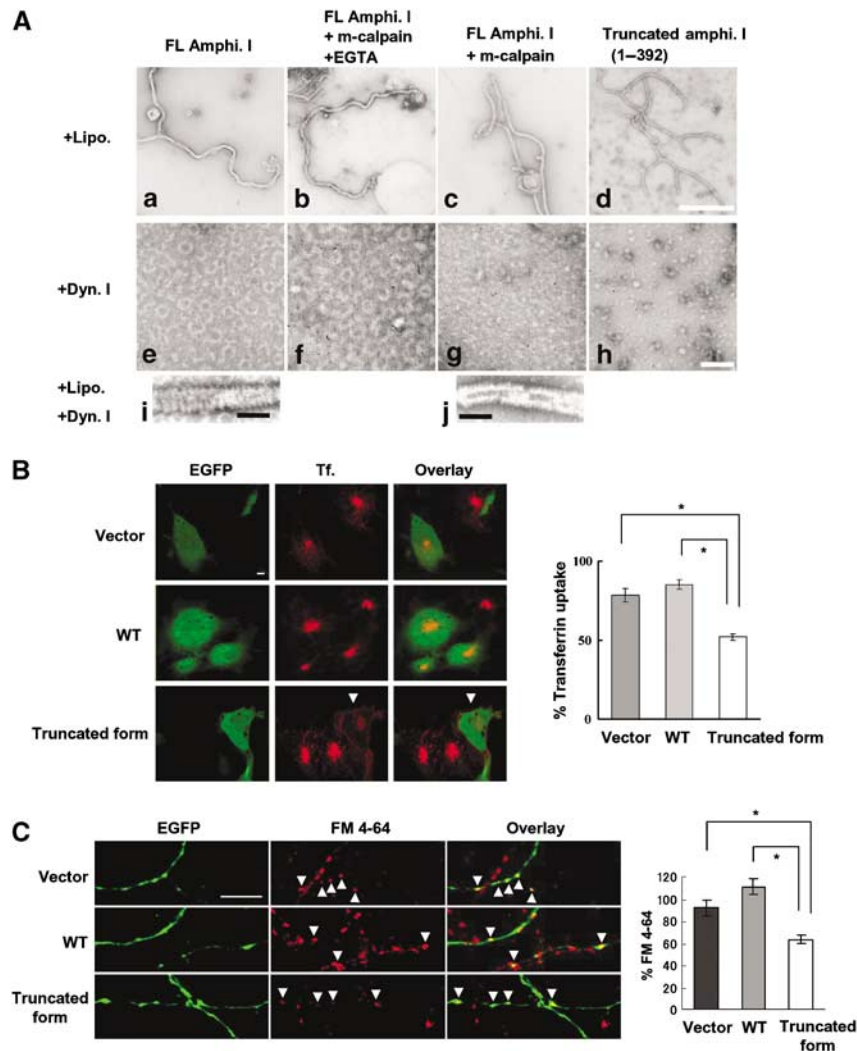 A
FL Amphi. I
FL Amphi. I
+ m-calpain
+EGTA
FL Amphi. I
+ m-calpain
Truncated amphi. I
(1–392)
+Lipo.
a
b
c
d
+Dyn. I
e
f
g
h
+Lipo.
+Dyn. I
i
j
B
EGFP
Tf.
Overlay
Vector
WT
Truncated form
% Transferrin uptake
100
50
0
*
*
Vector
WT
Truncated form
C
EGFP
FM 4-64
Overlay
Vector
WT
Truncated
form
% FM 4-64
120
100
80
60
40
20
0
*
*
Vector
WT
Truncated
form